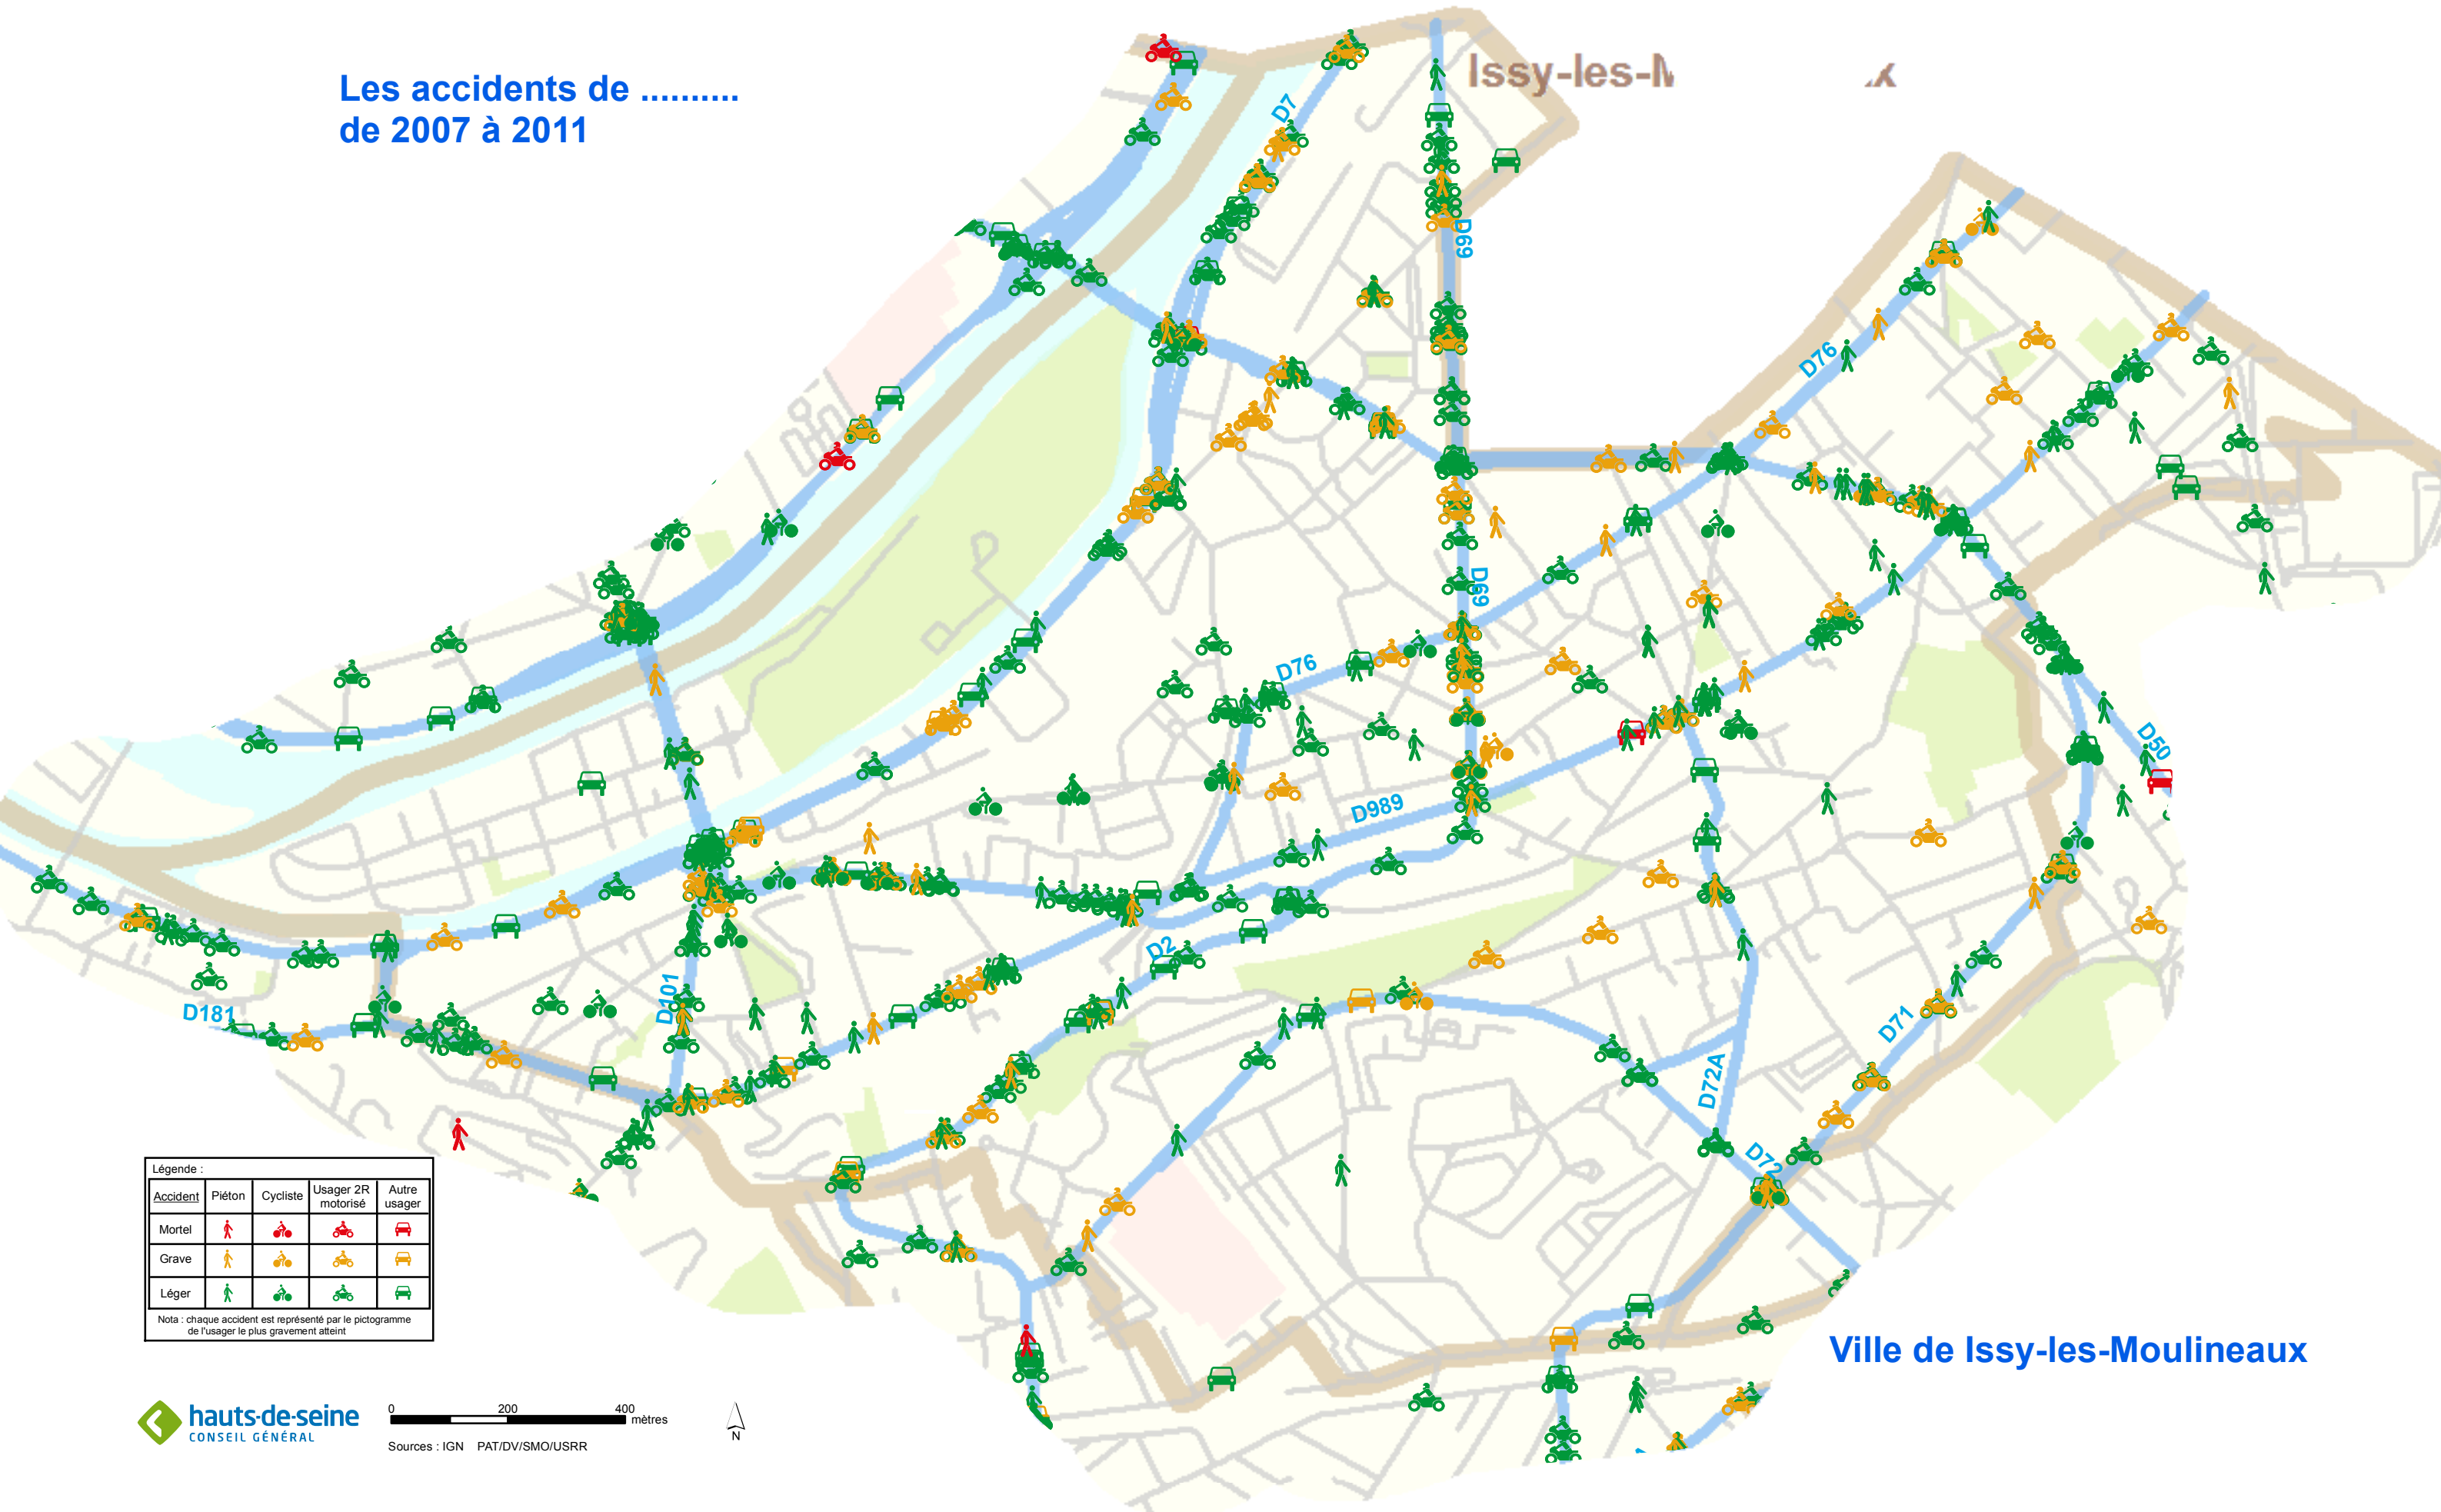 Les accidents de ..........
de 2007 à 2011
Issy-les-
D7
D69
D76
D69
D76
D50
D989
D2
D101
D181
D71
D72A
D72
Légende :
Accident Piéton Cycliste Usager 2R motorisé Autre usager
Mortel
Grave
Léger
Nota : chaque accident est représenté par le pictogramme
de l'usager le plus gravement atteint
Ville de Issy-les-Moulineaux
hauts-de-seine
CONSEIL GÉNÉRAL
0 200 400
mètres
N
Sources : IGN PAT/DV/SMO/USRR